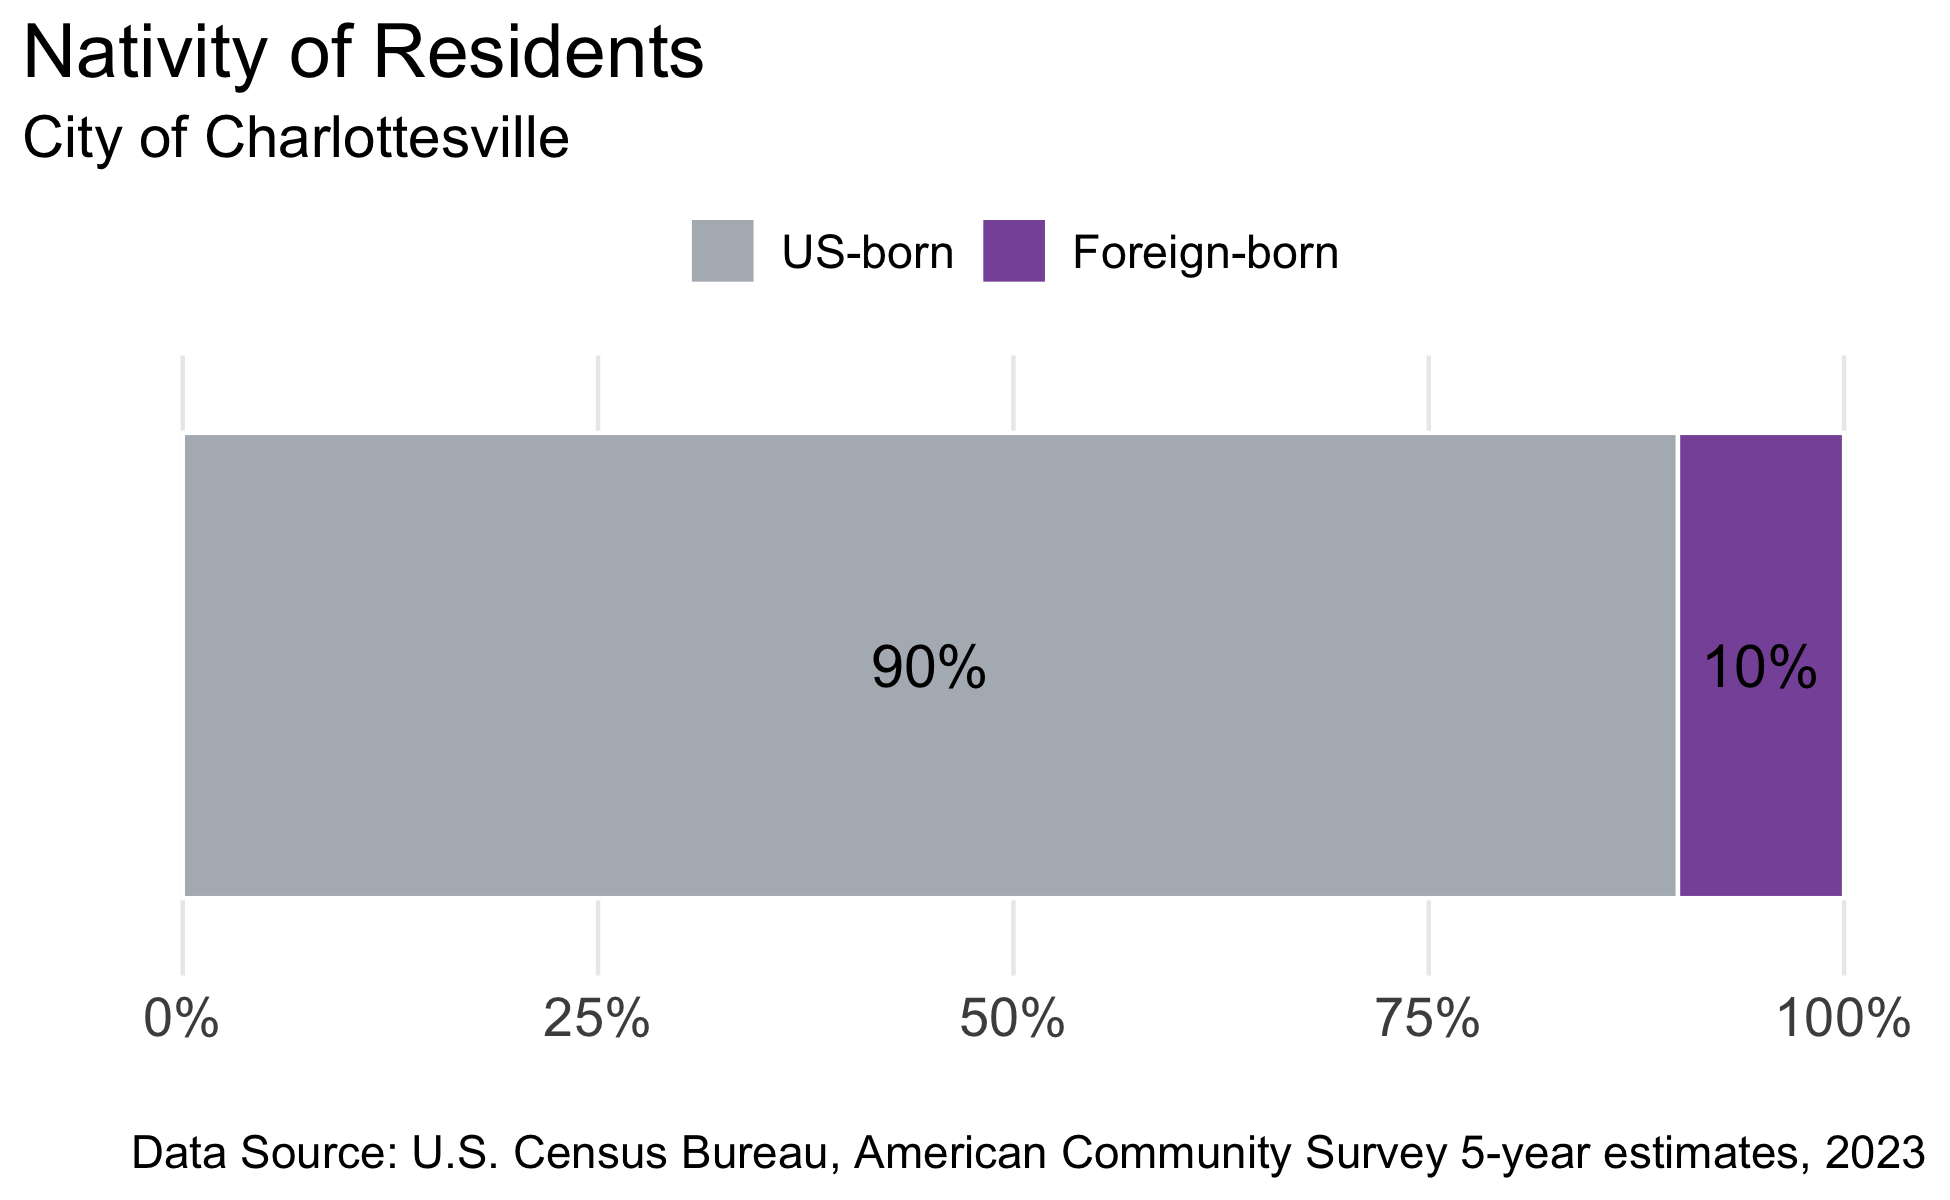 Nativity of Residents
City of Charlottesville
US-born Foreign-born
90% 10%
0% 25% 50% 75% 100%
Data Source: U.S. Census Bureau, American Community Survey 5-year estimates, 2023